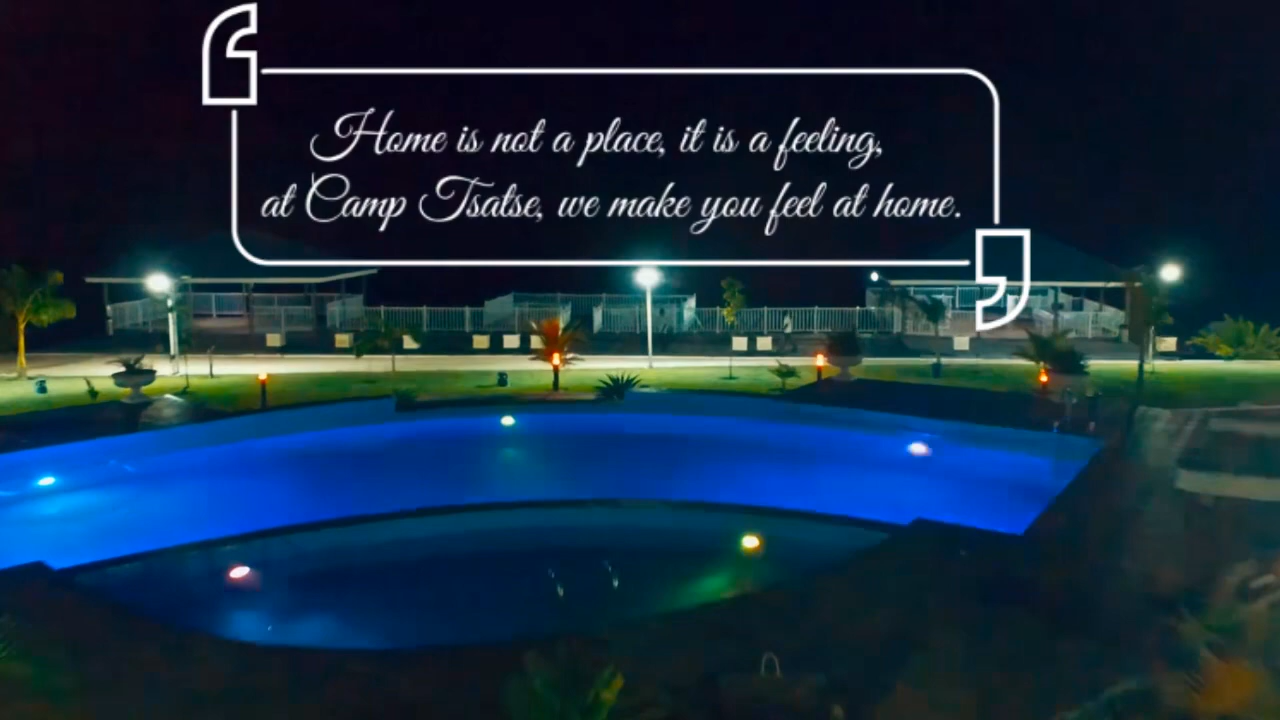 Home is not a place, it is a feeling,
at Camp Tsatse, we make you feel at home.